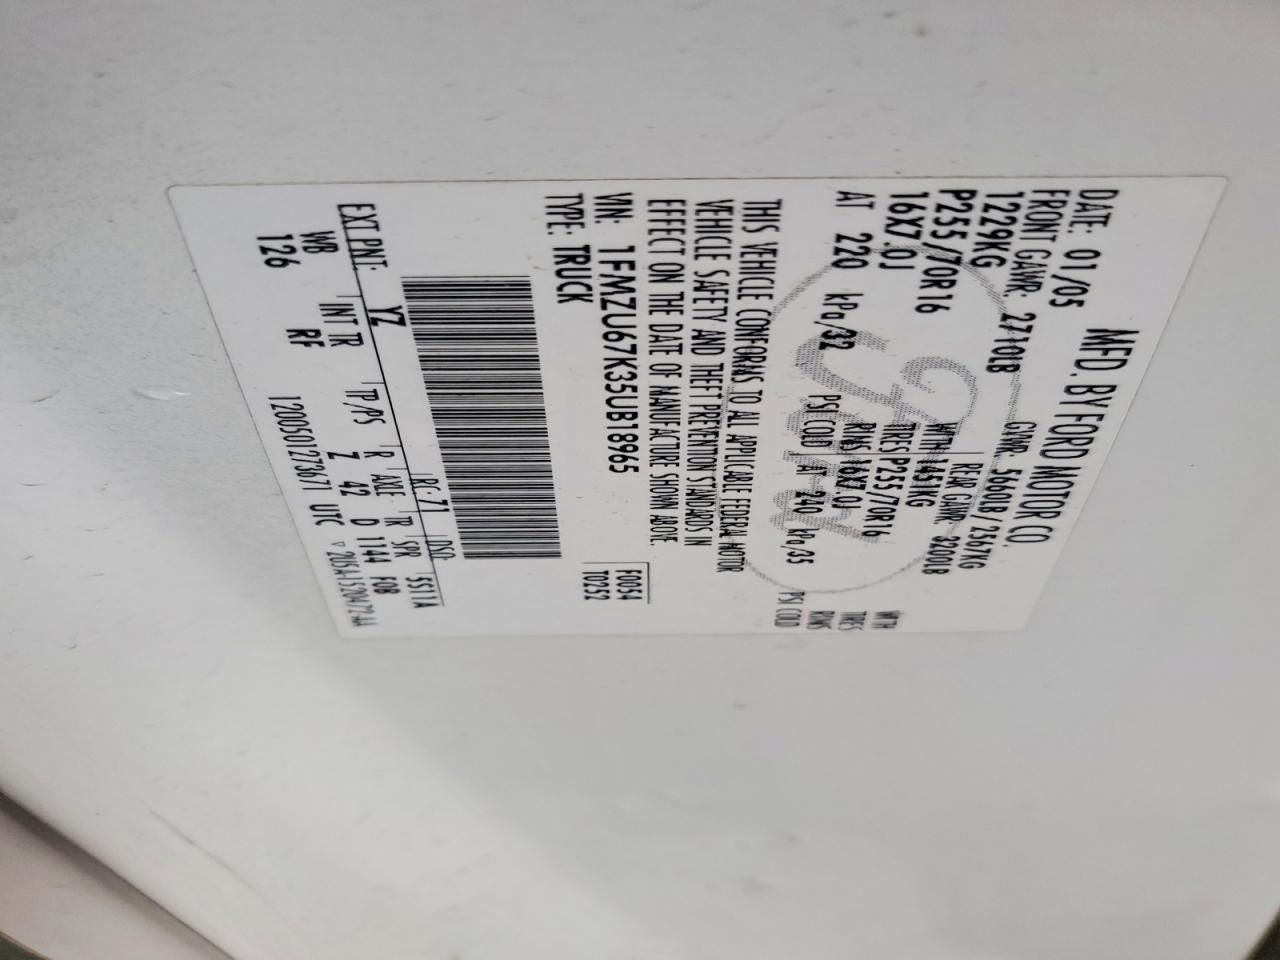 MFD. BY FORD MOTOR CO.
DATE: 01/05 GVWR: 5660LB/2567KG
FRONT GAWR: 2710LB REAR GAWR: 3200LB
1229KG WITH 1451KG WITH
P255/70R16 TIRES P255/70R16 TIRES
16X7.0J RIMS 16X7.0J RIMS
AT 220 kPa/32 PSI COLD AT 240 kPa/35 PSI COLD
THIS VEHICLE CONFORMS TO ALL APPLICABLE FEDERAL MOTOR
VEHICLE SAFETY AND THEFT PREVENTION STANDARDS IN
EFFECT ON THE DATE OF MANUFACTURE SHOWN ABOVE.
VIN: 1FMZU67K35UB18965 F0054
TYPE: TRUCK T0252
EXT PNT: YZ RC: 71 DSO: 5511A
WB INT TR TP/PS R AXLE TR SPR F0B
126 RF Z 42 D 1144
1200501273671 UTC